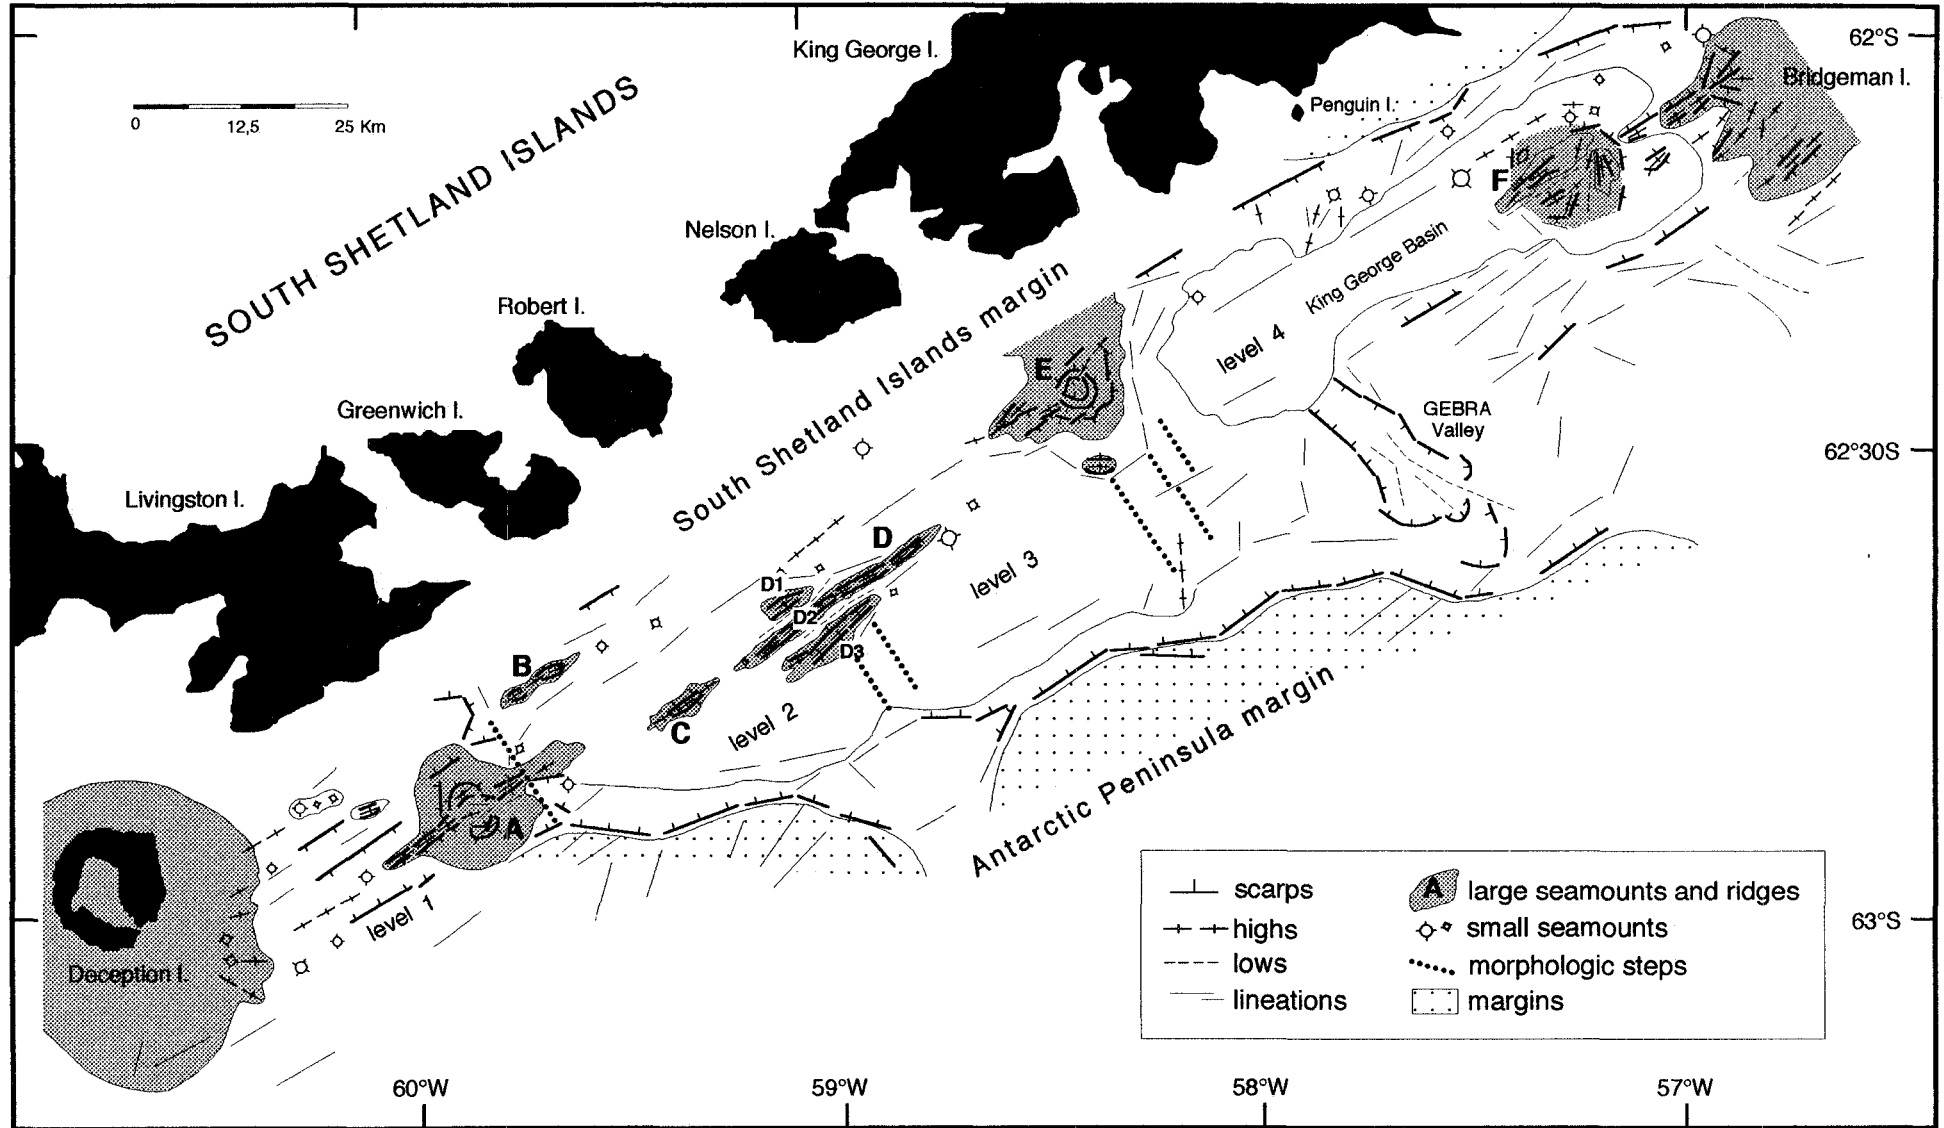 King George I.
62°S
Bridgeman I.
0 12,5 25 Km
Penguin I.
SOUTH SHETLAND ISLANDS
F
Nelson I.
King George Basin
South Shetland Islands margin
Robert I.
level 4
E
Greenwich I.
GEBRA
Valley
62°30S
Livingston I.
D
level 3
D1
D2
D3
B
C
level 2
Antarctic Peninsula margin
A
level 1
Deception I.
scarps
highs
lows
lineations
A
large seamounts and ridges
small seamounts
morphologic steps
margins
63°S
60°W
59°W
58°W
57°W